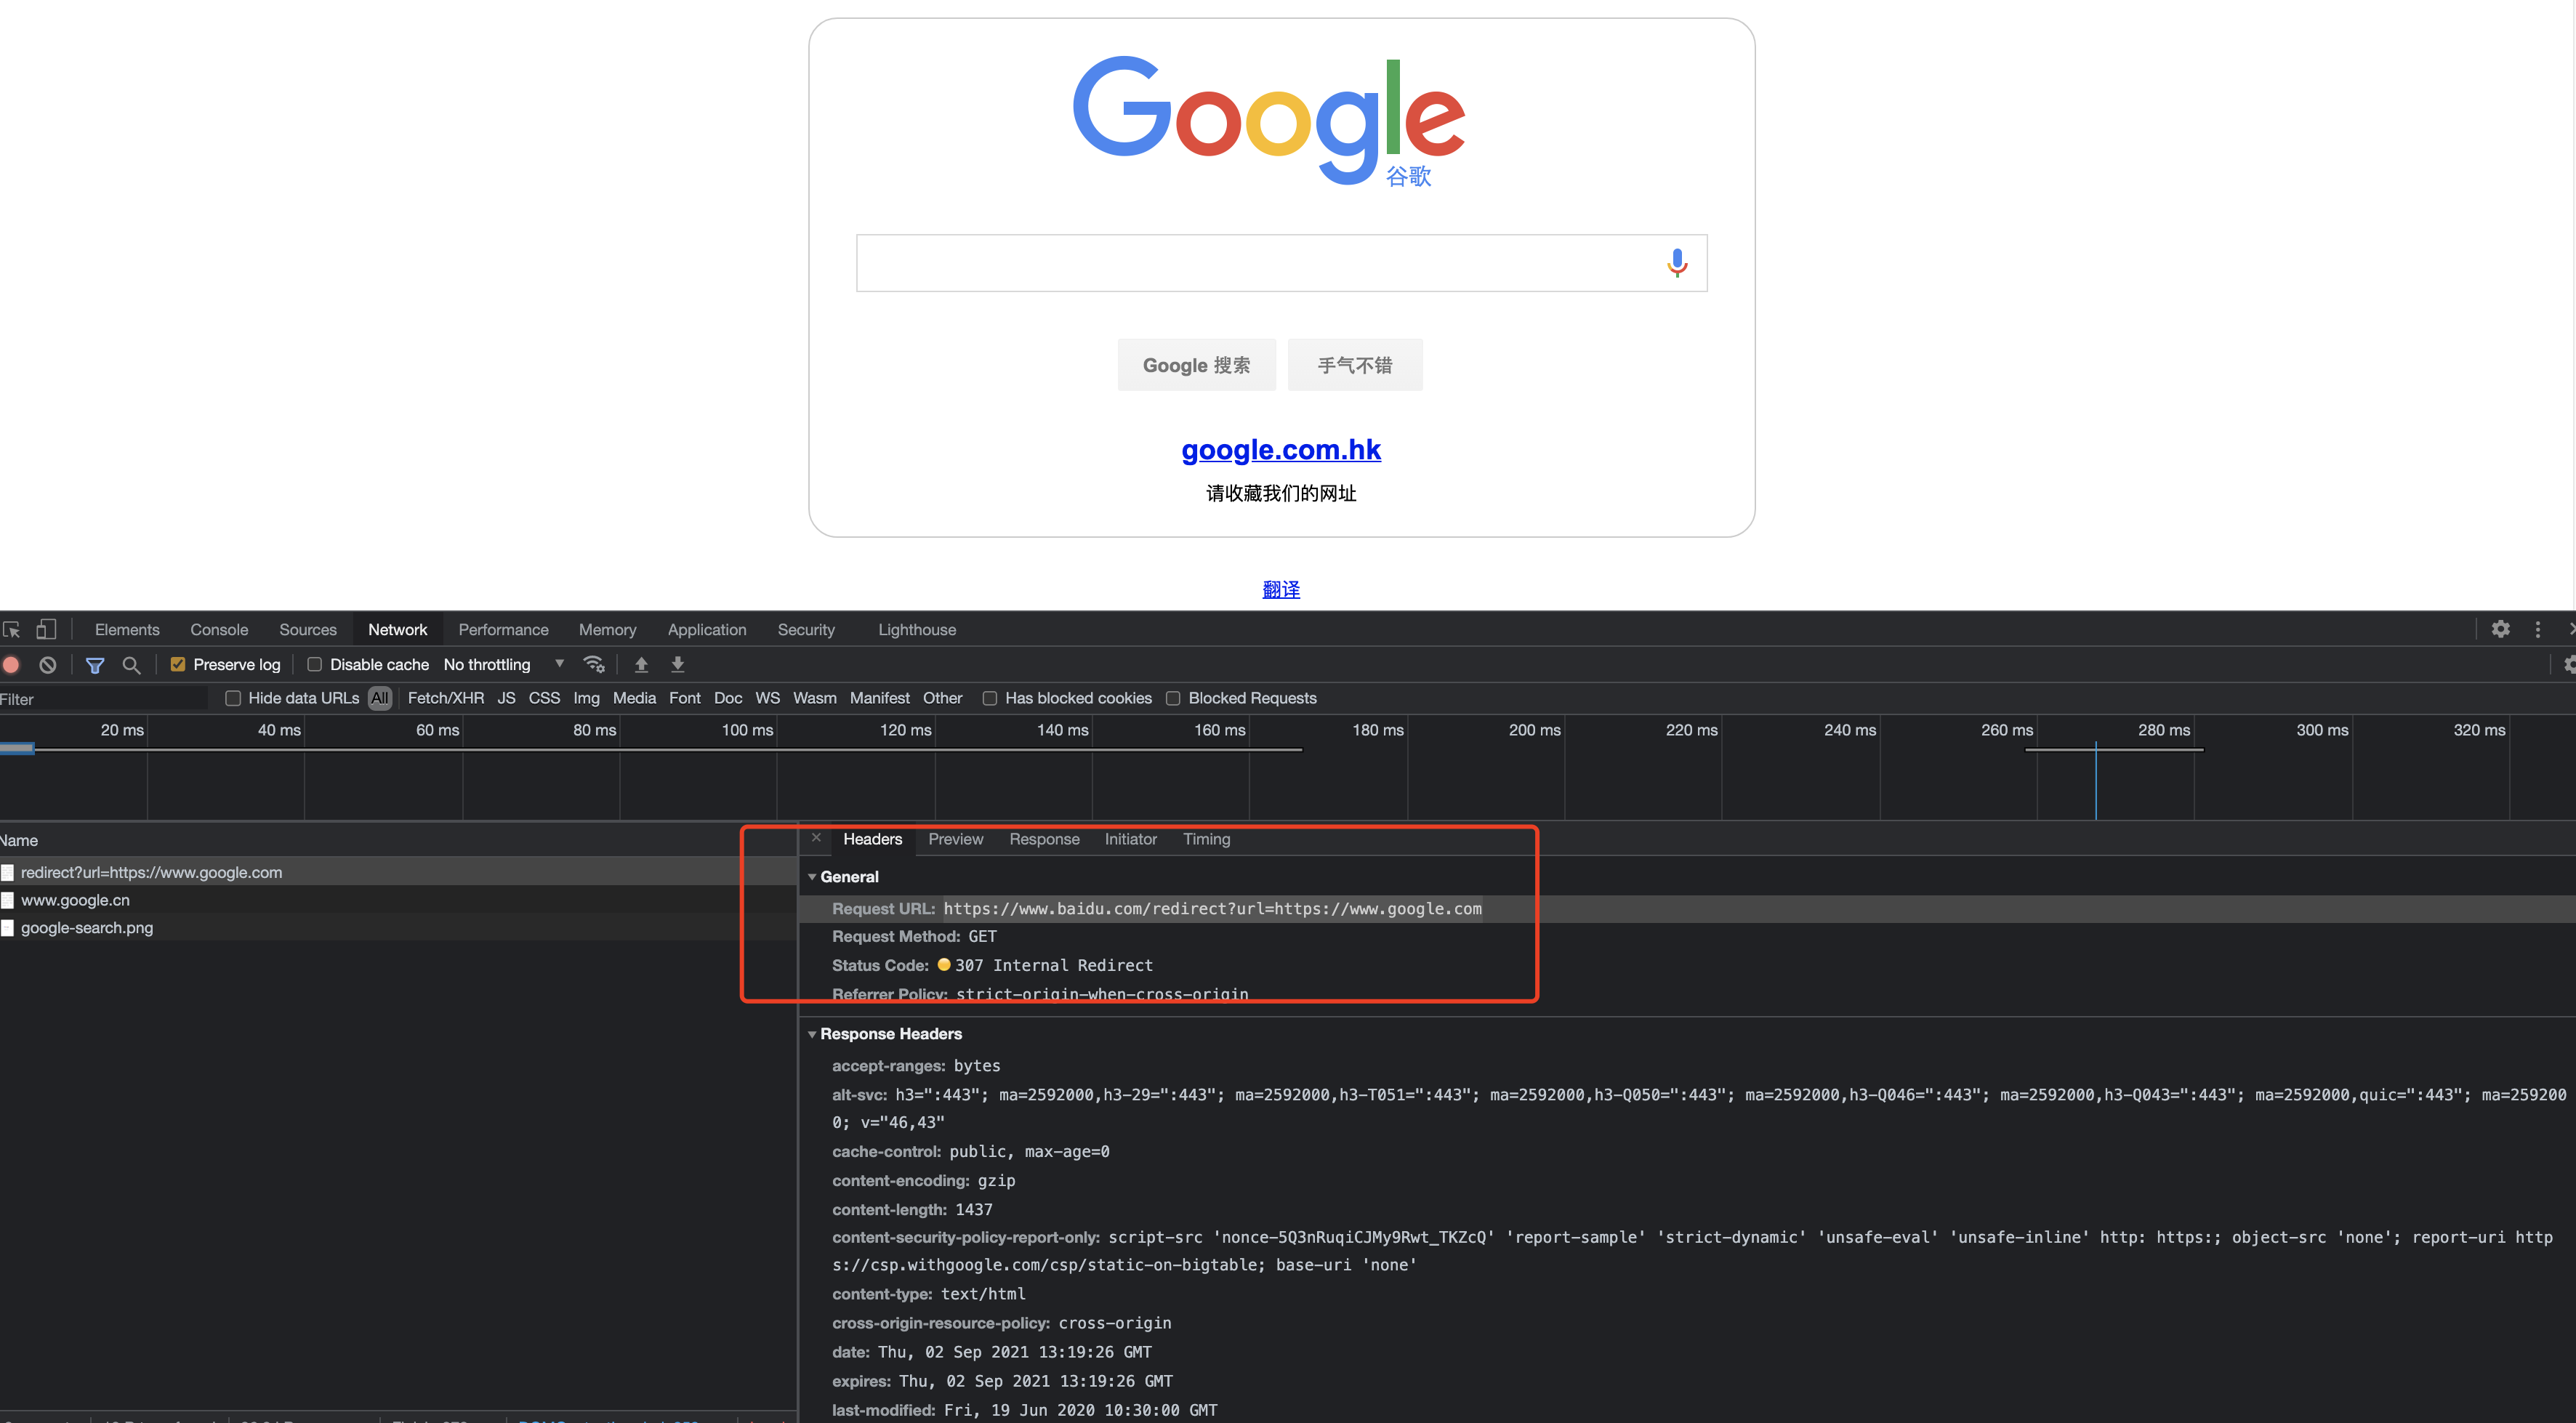 Google
谷歌
Google 搜索 手气不错
google.com.hk
请收藏我们的网址
翻译
Elements Console Sources Network Performance Memory Application Security Lighthouse
Preserve log Disable cache No throttling
Filter Hide data URLs All Fetch/XHR JS CSS Img Media Font Doc WS Wasm Manifest Other Has blocked cookies Blocked Requests
20 ms 40 ms 60 ms 80 ms 100 ms 120 ms 140 ms 160 ms 180 ms 200 ms 220 ms 240 ms 260 ms 280 ms 300 ms 320 ms
Name
redirect?url=https://www.google.com
www.google.cn
google-search.png
Headers Preview Response Initiator Timing
General
Request URL: https://www.baidu.com/redirect?url=https://www.google.com
Request Method: GET
Status Code: 307 Internal Redirect
Referrer Policy: strict-origin-when-cross-origin
Response Headers
accept-ranges: bytes
alt-svc: h3=":443"; ma=2592000,h3-29=":443"; ma=2592000,h3-T051=":443"; ma=2592000,h3-Q050=":443"; ma=2592000,h3-Q046=":443"; ma=2592000,h3-Q043=":443"; ma=2592000,quic=":443"; ma=259200
0; v="46,43"
cache-control: public, max-age=0
content-encoding: gzip
content-length: 1437
content-security-policy-report-only: script-src 'nonce-5Q3nRuqiCJMy9Rwt_TKZcQ' 'report-sample' 'strict-dynamic' 'unsafe-eval' 'unsafe-inline' http: https:; object-src 'none'; report-uri http
s://csp.withgoogle.com/csp/static-on-bigtable; base-uri 'none'
content-type: text/html
cross-origin-resource-policy: cross-origin
date: Thu, 02 Sep 2021 13:19:26 GMT
expires: Thu, 02 Sep 2021 13:19:26 GMT
last-modified: Fri, 19 Jun 2020 10:30:00 GMT